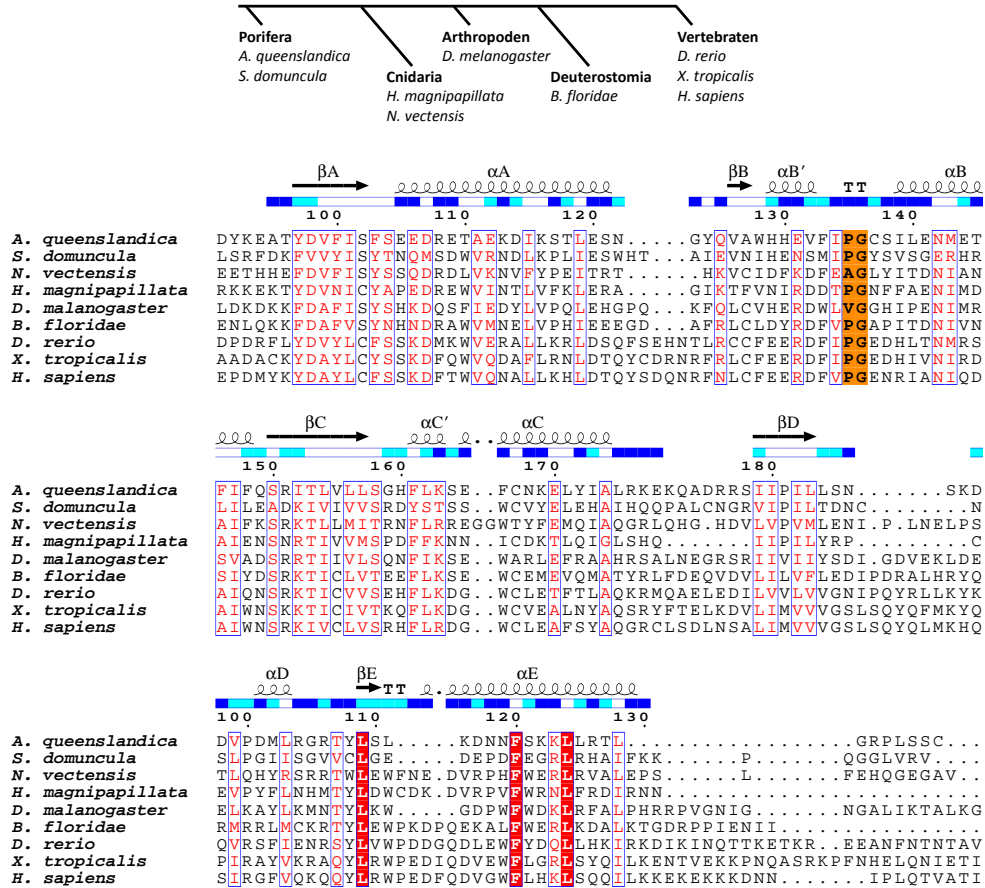 Porifera Arthropoden Vertebraten
A. queenslandica D. melanogaster D. rerio
S. domuncula Cnidaria Deuterostomia X. tropicalis
H. magnipapillata B. floridae H. sapiens
N. vectensis
βA αA βB αB′ αB
TT
100 110 120 130 140
A. queenslandica DYKEATYDVFISFSEEDRETAEKDIKSTLESN.....GYQVAWHHEVFIPGCSILENMET
S. domuncula LSRFDKFVVYISYTNQMSDWVRNDLKPLIESWHT...AIEVNIHENSMIPGYSVSGERHR
N. vectensis EETHHEFDVFISYSSQDRDLVKNVFYPEITRT.....HKVCIDFKDFEAGLYITDNIAN
H. magnipapillata RKKEKTYDVNICYAPEDREWVINTLVFKLERA....GIKTFVNIRDDTPGNFFAENIMD
D. malanogaster LDKDKKFDAFISYSHKDQSFIEDYLVPQLEHGPQ...KFQLCVHERDWLVGGHIPENIMR
B. floridae ENLQKKFDAFVSYNHNDRAWVMNELVPHIEEEGD...AFRLCLDYRDFVPGAPITDNIVN
D. rerio DPDRFLYDVYLCFSSKDMKWVERALLKRLDSQFSEHNTLRCCFEERDFIPGEDHLTNMRS
X. tropicalis AADACKYDAYLCYSSKDFQWVQDAFLRNLDTQYCDRNRFRLCFEERDFIPGEDHIVNIRD
H. sapiens EPDMYKYDAYLCFSSKDFTWVQNALLKHLDTQYSDQNRFNLCFEERDFVPGENRIANIQD
βC αC′ αC βD
150 160 170 180
A. queenslandica FIFQSRITLVLLSGHFLKSE..FCNKELYIALRKEKQADRRSIIPILLSN.......SKD
S. domuncula LILEADKIVIVVSRDYSTSS..WCVYELEHAIHQQPALCNGRVIPILTDNC.........N
N. vectensis AIFKSRKTLLMITRNFLRREGGWTYFEMQIAQGRLQHG.HDVLVPVMLENI.P.LNELPS
H. magnipapillata AIENSNRTIVVMSPDFFKNN..ICDKTLQIGLSHQ......IIPILYRP...........C
D. malanogaster SVADSRRTIIVLSQNFIKSE..WARLEFRAAHRSALNEGRSRIIVIIYSDI.GDVEKLDE
B. floridae SIYDSRKTICLVTEEFLKSE..WCEMEVQMATYRLFDEQVDVLILVFLEDIPDRALHRYQ
D. rerio AIQNSRKTICVVSRHFLKDG..WCLETFTLAQKRMQAELEDILVVLVVGNIPQYRLLKYK
X. tropicalis AIWNSKKTICIVTKQFLKDG..WCVEALNYAQSRYFTELKDVLIMVVVGSLSQYQFMKYQ
H. sapiens AIWNSRKIVCLVSRHFLRDG..WCLEAFSYAQGRCLSDLNSALIMVVVGSLSQYQLMKHQ
αD βE αE
TT
100 110 120 130
A. queenslandica DVPDMLRGRTYLSL.....KDNNFSKKLLRTL................GRPLSSC...
S. domuncula SLPGIISGVVCLGE.....DEPDFEGRLRHAIFKK.......P......QGGLVRV....
N. vectensis TLQHYRSRRTWLEWFNE.DVRPHFWERLRVALEPS.......L......FEHQGEGAV..
H. magnipapillata EVPYFLNHMTYLDWCDK.DVRPVFWRNLFRDIRNN.........................
D. malanogaster ELKAYLKMNTYLKW.....GDPWFWDKLRFALPHRRPVGNIG.......NGALIKTALKG
B. floridae RMRRLMCKRTYLEWPKDPQEKALFWERLKDALKTGDRPPIENII................
D. rerio QVRSFIENRSYLVWPDDGQDLEWFYDQLLHKIRKDIKINQTTKETKR..EEANFNTNTAV
X. tropicalis PIRAYVKRAQYLRWPEDIQDVEWFLGRLSYQILKENTVEKKPNQASRKPFNHELQNIETI
H. sapiens SIRGFVQKQQYLRWPEDFQDVGWFLHKLSQQILKKEKEKKKDNN.......IPLQTVATI